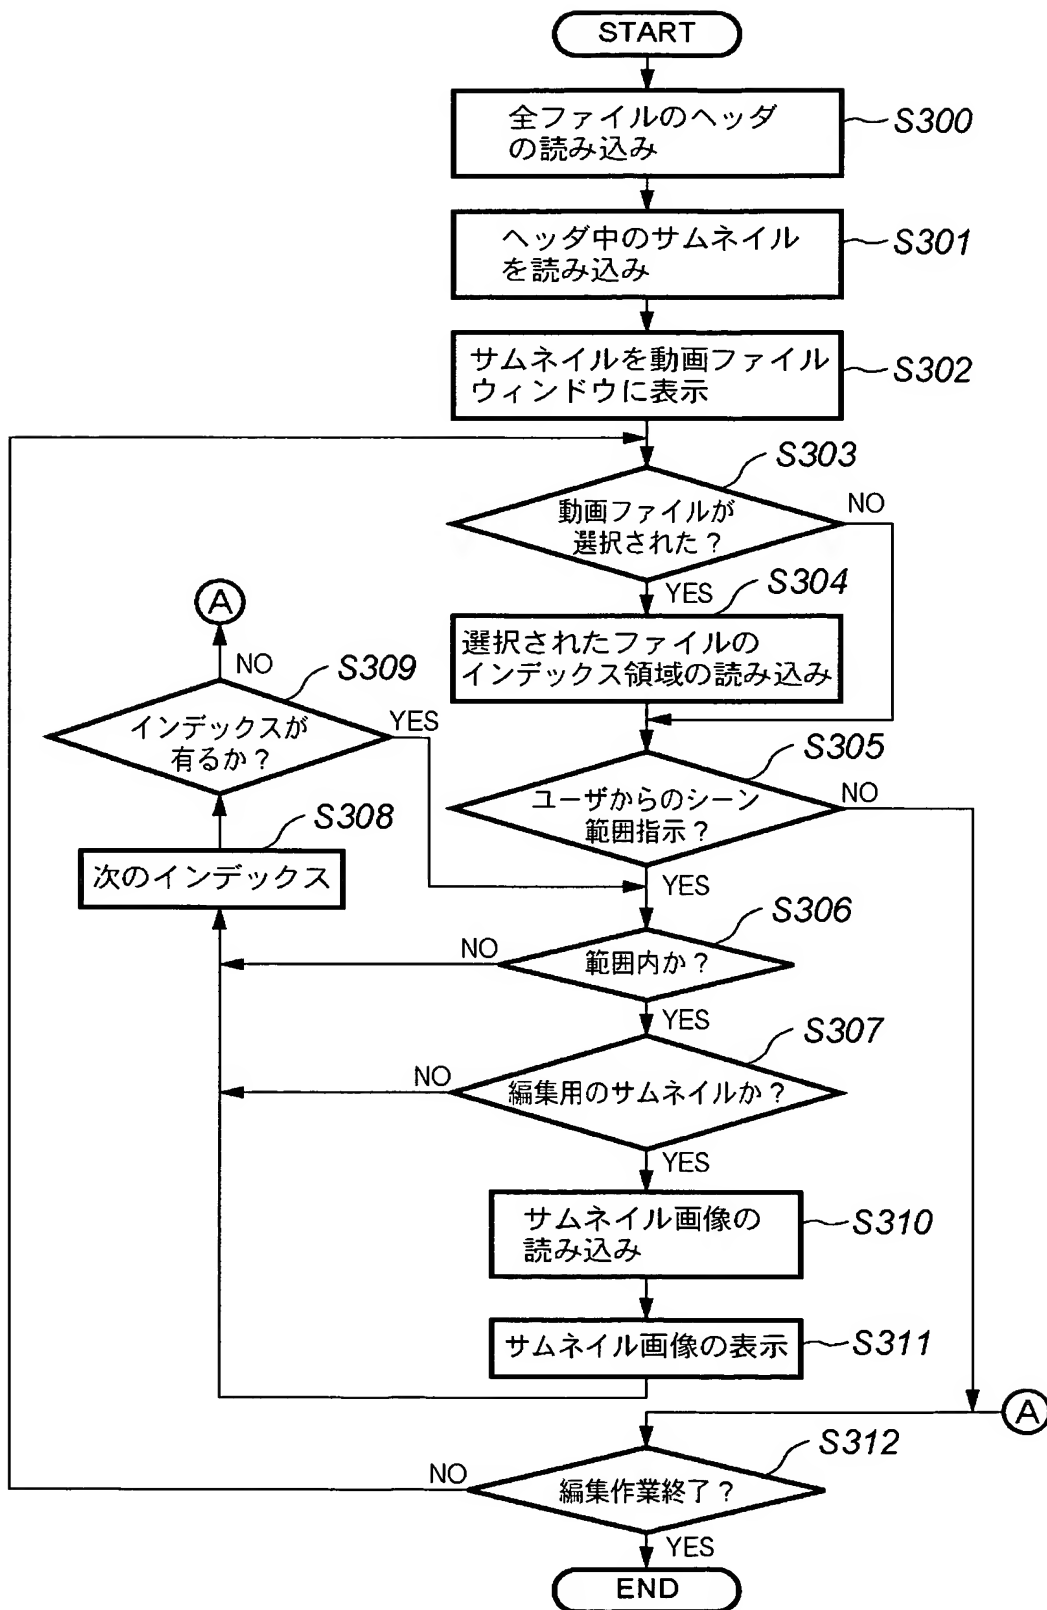 START
全ファイルのヘッダ
の読み込み
S300
ヘッダ中のサムネイル
を読み込み
S301
サムネイルを動画ファイル
ウィンドウに表示
S302
S303
動画ファイルが
選択された?
NO
YES
S304
選択されたファイルの
インデックス領域の読み込み
A
NO
S309
インデックスが
有るか?
YES
S305
ユーザからのシーン
範囲指示?
NO
YES
S308
次のインデックス
S306
範囲内か?
NO
YES
S307
編集用のサムネイルか?
NO
YES
サムネイル画像の
読み込み
S310
サムネイル画像の表示
S311
A
S312
編集作業終了?
NO
YES
END